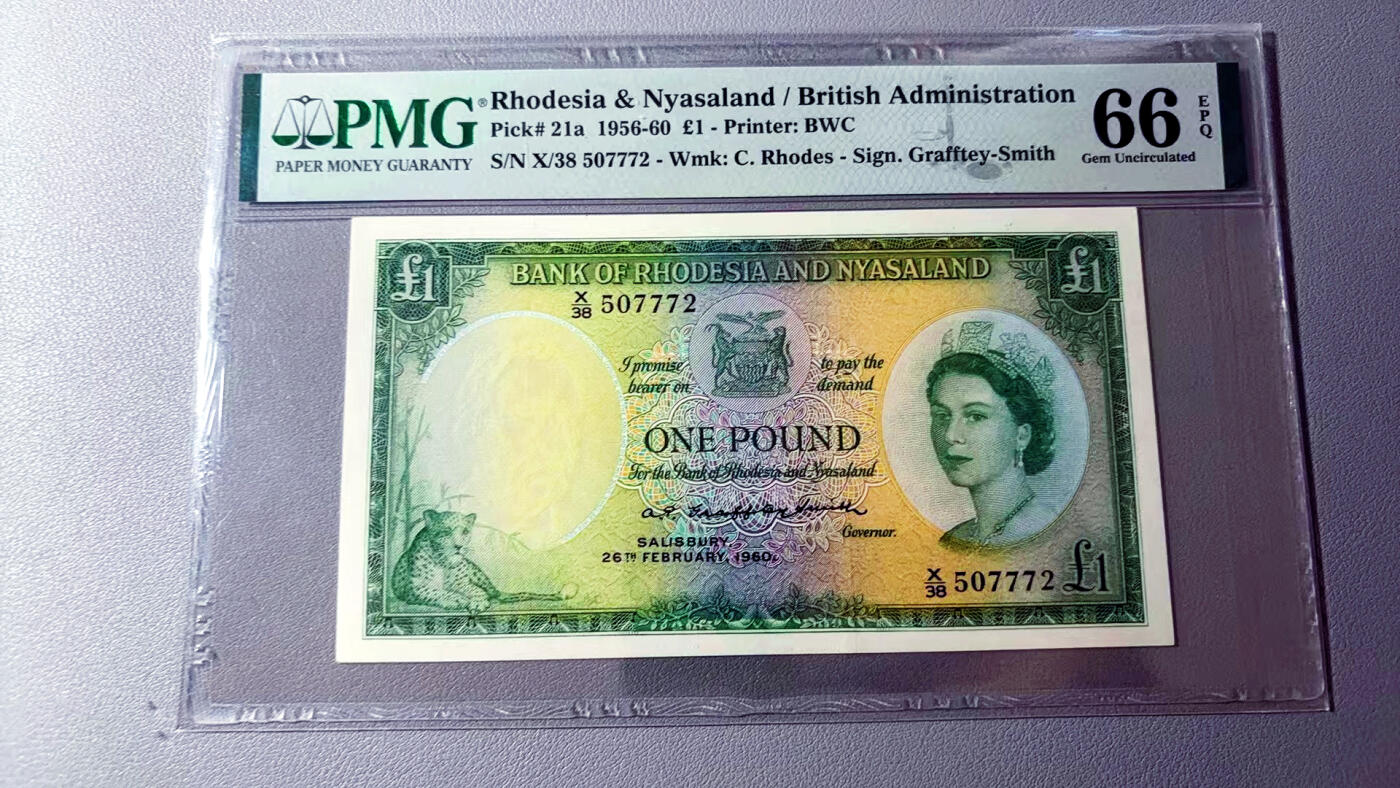 PMG®
PAPER MONEY GUARANTY
Rhodesia & Nyasaland / British Administration
Pick# 21a 1956-60 £1 - Printer: BWC
S/N X/38 507772 - Wmk: C. Rhodes - Sign. Grafftey-Smith
66 EPQ
Gem Uncirculated
£1 £1
BANK OF RHODESIA AND NYASALAND
X/38 507772
I promise to pay the
bearer on demand
ONE POUND
For the Bank of Rhodesia and Nyasaland
Governor.
SALISBURY,
26TH FEBRUARY, 1960.
X/38 507772 £1